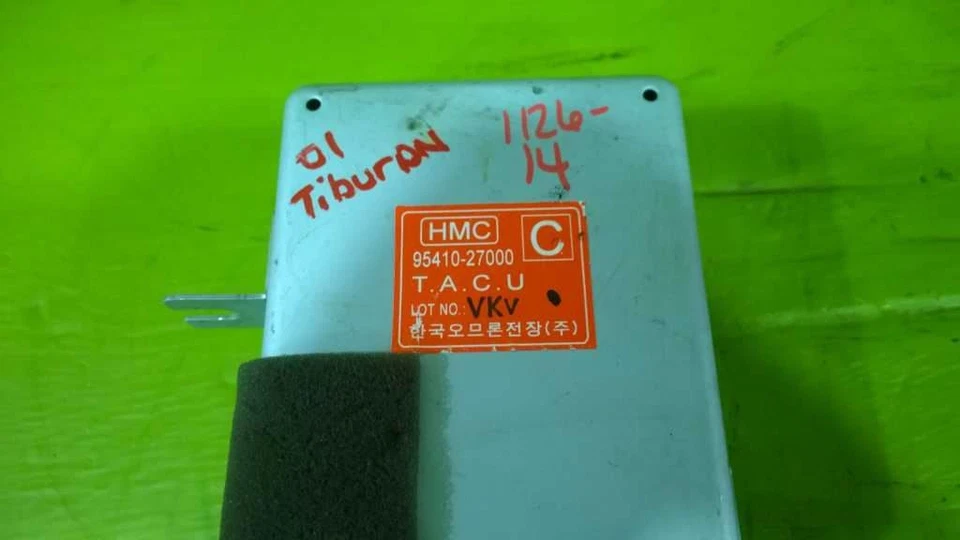 01
Tiburon
1126-
14
HMC
C
95410-27000
T.A.C.U
LOT NO.: VKV
한국오므론전장(주)